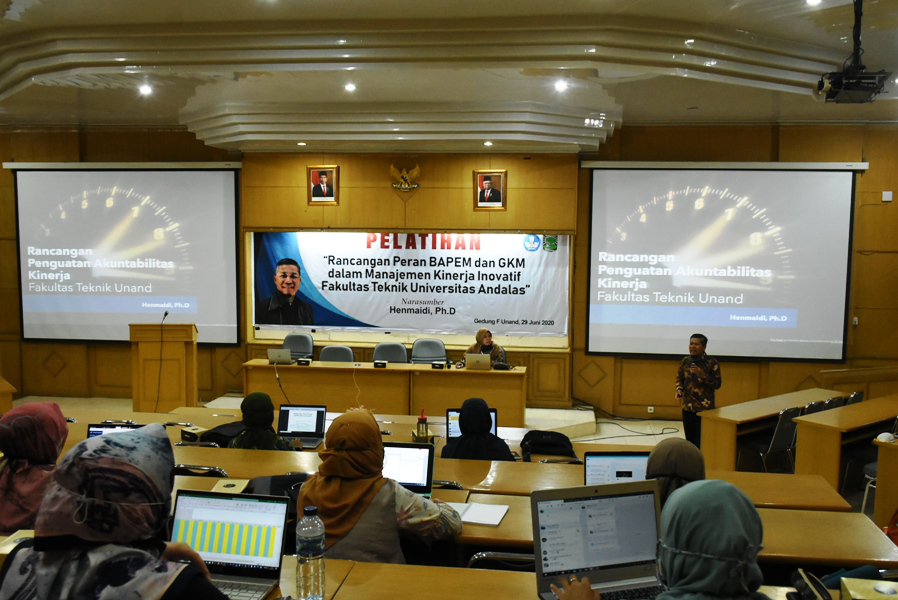 Rancangan
Penguatan Akuntabilitas
Kinerja
Fakultas Teknik Unand
Henmaidi, Ph.D
PELATIHAN
"Rancangan Peran BAPEM dan GKM
dalam Manajemen Kinerja Inovatif
Fakultas Teknik Universitas Andalas"
Narasumber
Henmaidi, Ph.D
Gedung F Unand, 29 Juni 2020
Rancangan
Penguatan Akuntabilitas
Kinerja
Fakultas Teknik Unand
Henmaidi, Ph.D